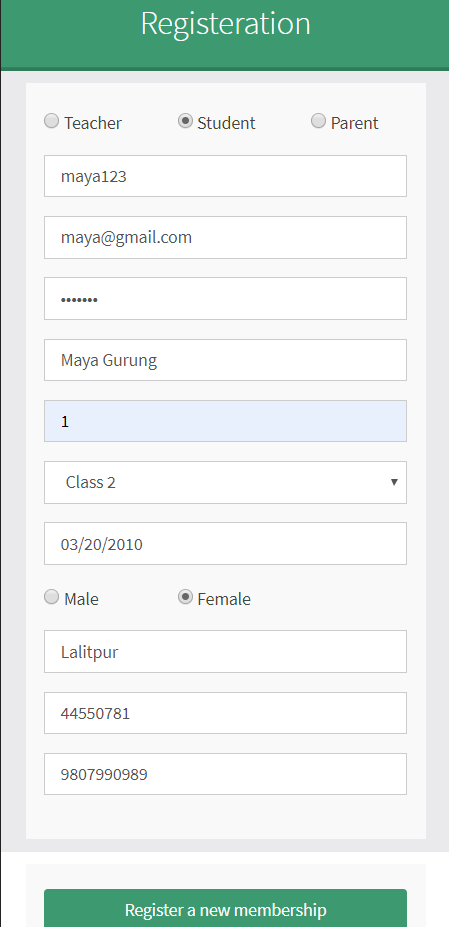 Registeration
Teacher Student Parent
maya123
maya@gmail.com
•••••••
Maya Gurung
1
Class 2
03/20/2010
Male Female
Lalitpur
44550781
9807990989
Register a new membership